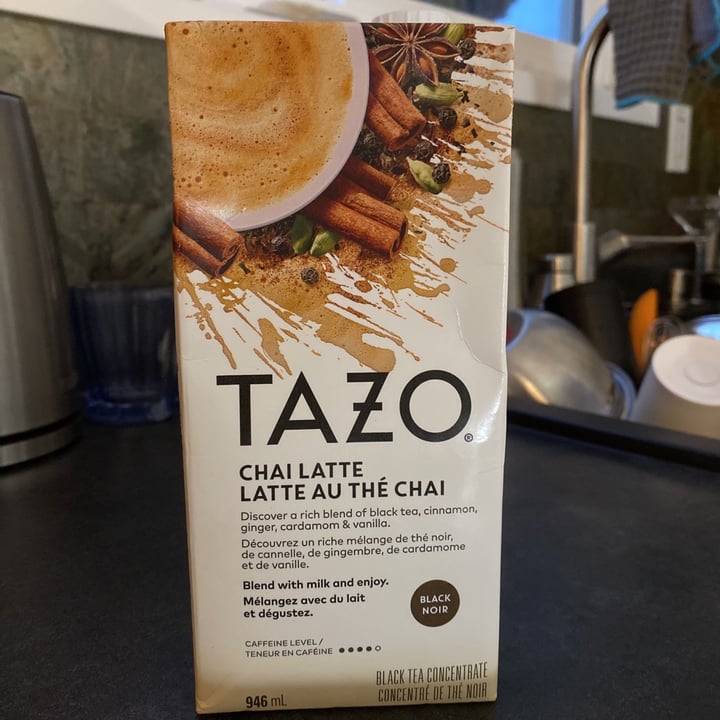 TAZO®
CHAI LATTE
LATTE AU THÉ CHAI
Discover a rich blend of black tea, cinnamon,
ginger, cardamom & vanilla.
Découvrez un riche mélange de thé noir,
de cannelle, de gingembre, de cardamome
et de vanille.
Blend with milk and enjoy.
Mélangez avec du lait
et dégustez.
BLACK
NOIR
CAFFEINE LEVEL /
TENEUR EN CAFÉINE
BLACK TEA CONCENTRATE
CONCENTRÉ DE THÉ NOIR
946 mL